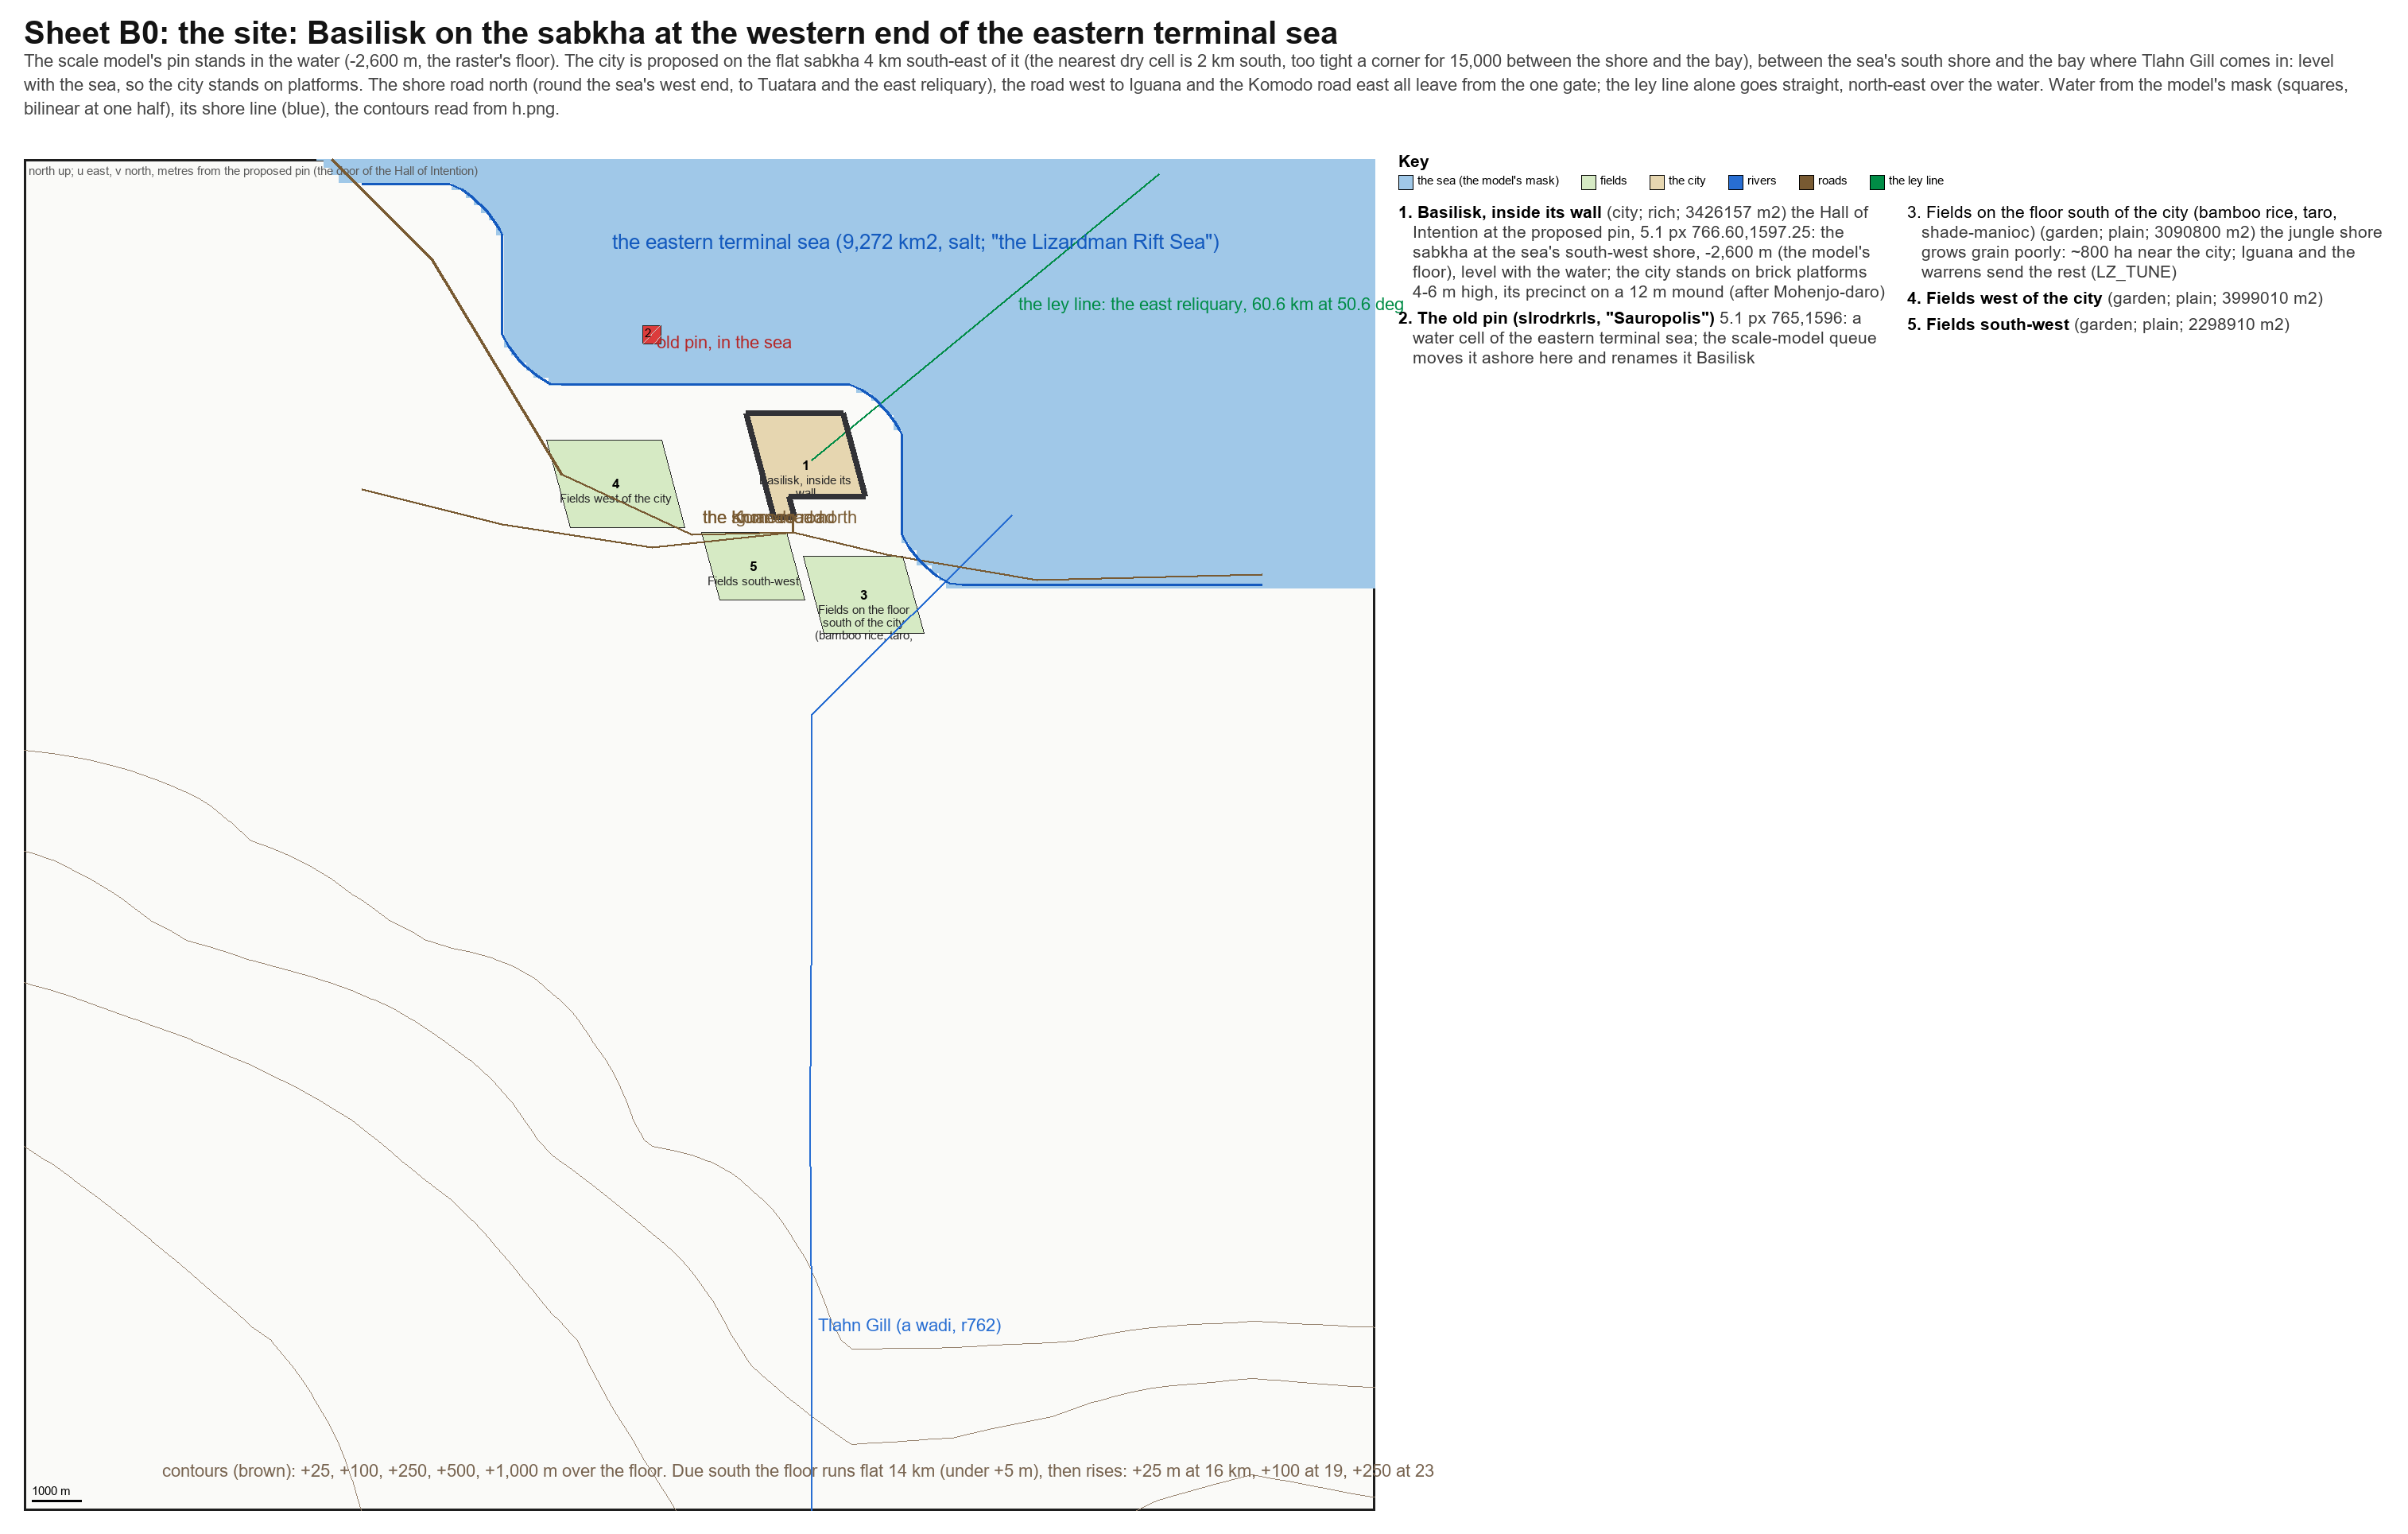 Sheet B0: the site: Basilisk on the sabkha at the western end of the eastern terminal sea
The scale model's pin stands in the water (-2,600 m, the raster's floor). The city is proposed on the flat sabkha 4 km south-east of it (the nearest dry cell is 2 km south, too tight a corner for 15,000 between the shore and the bay), between the sea's south shore and the bay where Tlahn Gill comes in: level
with the sea, so the city stands on platforms. The shore road north (round the sea's west end, to Tuatara and the east reliquary), the road west to Iguana and the Komodo road east all leave from the one gate; the ley line alone goes straight, north-east over the water. Water from the model's mask (squares,
bilinear at one half), its shore line (blue), the contours read from h.png.
north up; u east, v north, metres from the proposed pin (the door of the Hall of Intention)
the eastern terminal sea (9,272 km2, salt; "the Lizardman Rift Sea")
the ley line: the east reliquary, 60.6 km at 50.6 deg
2
old pin, in the sea
1
Basilisk, inside its
wall
4
Fields west of the city
5
Fields south-west
3
Fields on the floor
south of the city
(bamboo rice, taro,
Tlahn Gill (a wadi, r762)
contours (brown): +25, +100, +250, +500, +1,000 m over the floor. Due south the floor runs flat 14 km (under +5 m), then rises: +25 m at 16 km, +100 at 19, +250 at 23
1000 m
Key
the sea (the model's mask)
fields
the city
rivers
roads
the ley line
1. Basilisk, inside its wall (city; rich; 3426157 m2) the Hall of
Intention at the proposed pin, 5.1 px 766.60,1597.25: the
sabkha at the sea's south-west shore, -2,600 m (the model's
floor), level with the water; the city stands on brick platforms
4-6 m high, its precinct on a 12 m mound (after Mohenjo-daro)
2. The old pin (slrodrkrls, "Sauropolis") 5.1 px 765,1596: a
water cell of the eastern terminal sea; the scale-model queue
moves it ashore here and renames it Basilisk
3. Fields on the floor south of the city (bamboo rice, taro,
shade-manioc) (garden; plain; 3090800 m2) the jungle shore
grows grain poorly: ~800 ha near the city; Iguana and the
warrens send the rest (LZ_TUNE)
4. Fields west of the city (garden; plain; 3999010 m2)
5. Fields south-west (garden; plain; 2298910 m2)